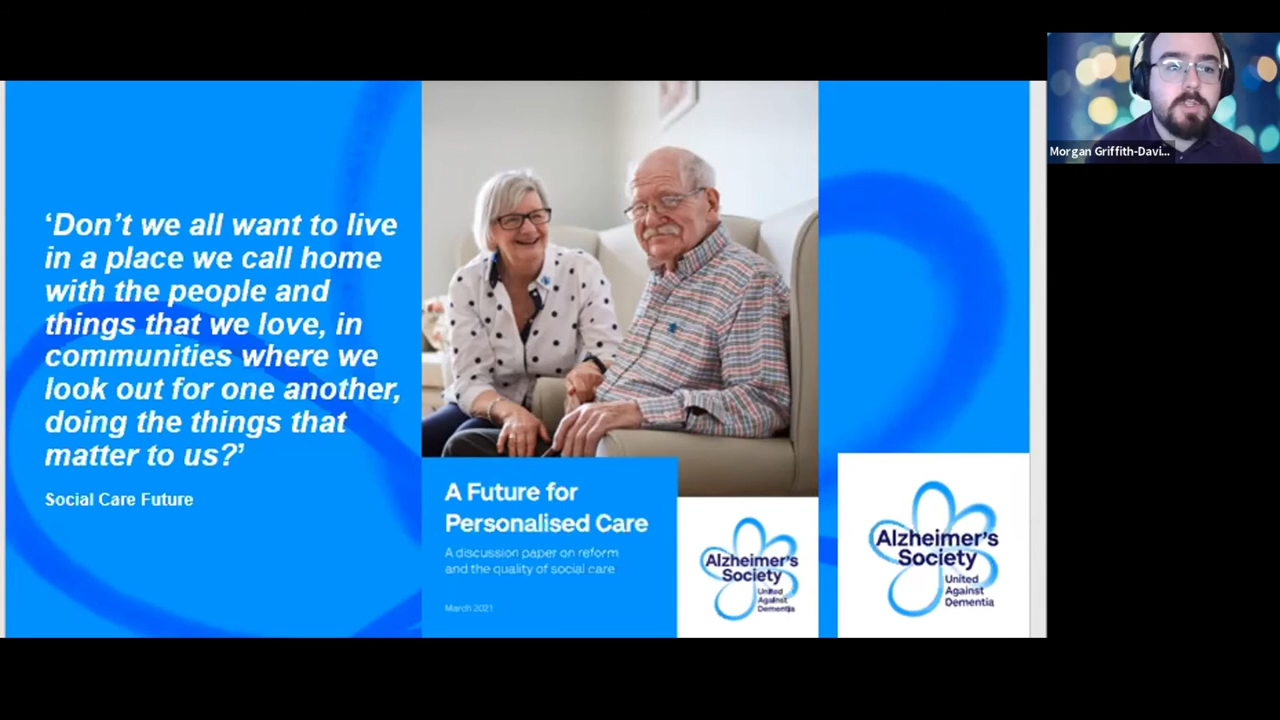 ‘Don’t we all want to live
in a place we call home
with the people and
things that we love, in
communities where we
look out for one another,
doing the things that
matter to us?’
Social Care Future
A Future for
Personalised Care
A discussion paper on reform
and the quality of social care
March 2021
Alzheimer's
Society
United
Against
Dementia
Alzheimer's
Society
United
Against
Dementia
Morgan Griffith-Davi...